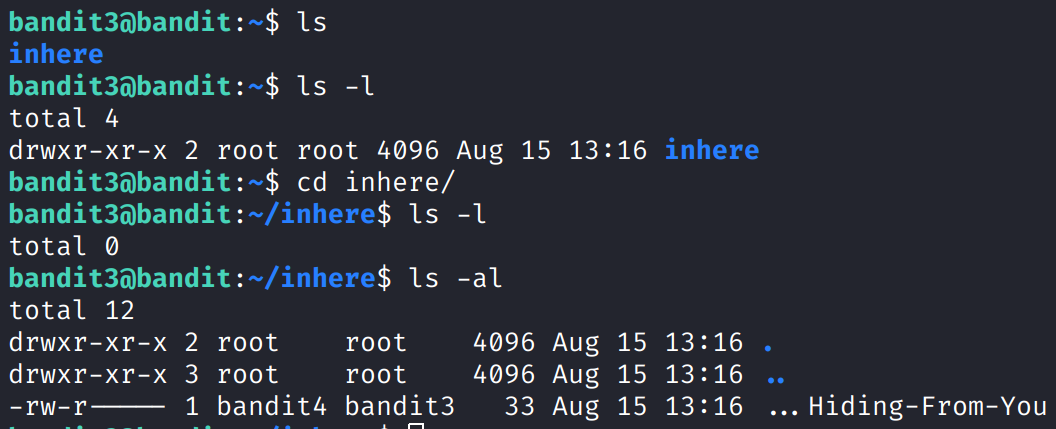 bandit3@bandit:~$ ls
inhere
bandit3@bandit:~$ ls -l
total 4
drwxr-xr-x 2 root root 4096 Aug 15 13:16 inhere
bandit3@bandit:~$ cd inhere/
bandit3@bandit:~/inhere$ ls -l
total 0
bandit3@bandit:~/inhere$ ls -al
total 12
drwxr-xr-x 2 root    root    4096 Aug 15 13:16 .
drwxr-xr-x 3 root    root    4096 Aug 15 13:16 ..
-rw-r----- 1 bandit4 bandit3   33 Aug 15 13:16 ...Hiding-From-You
bandit3@bandit:~/inhere$